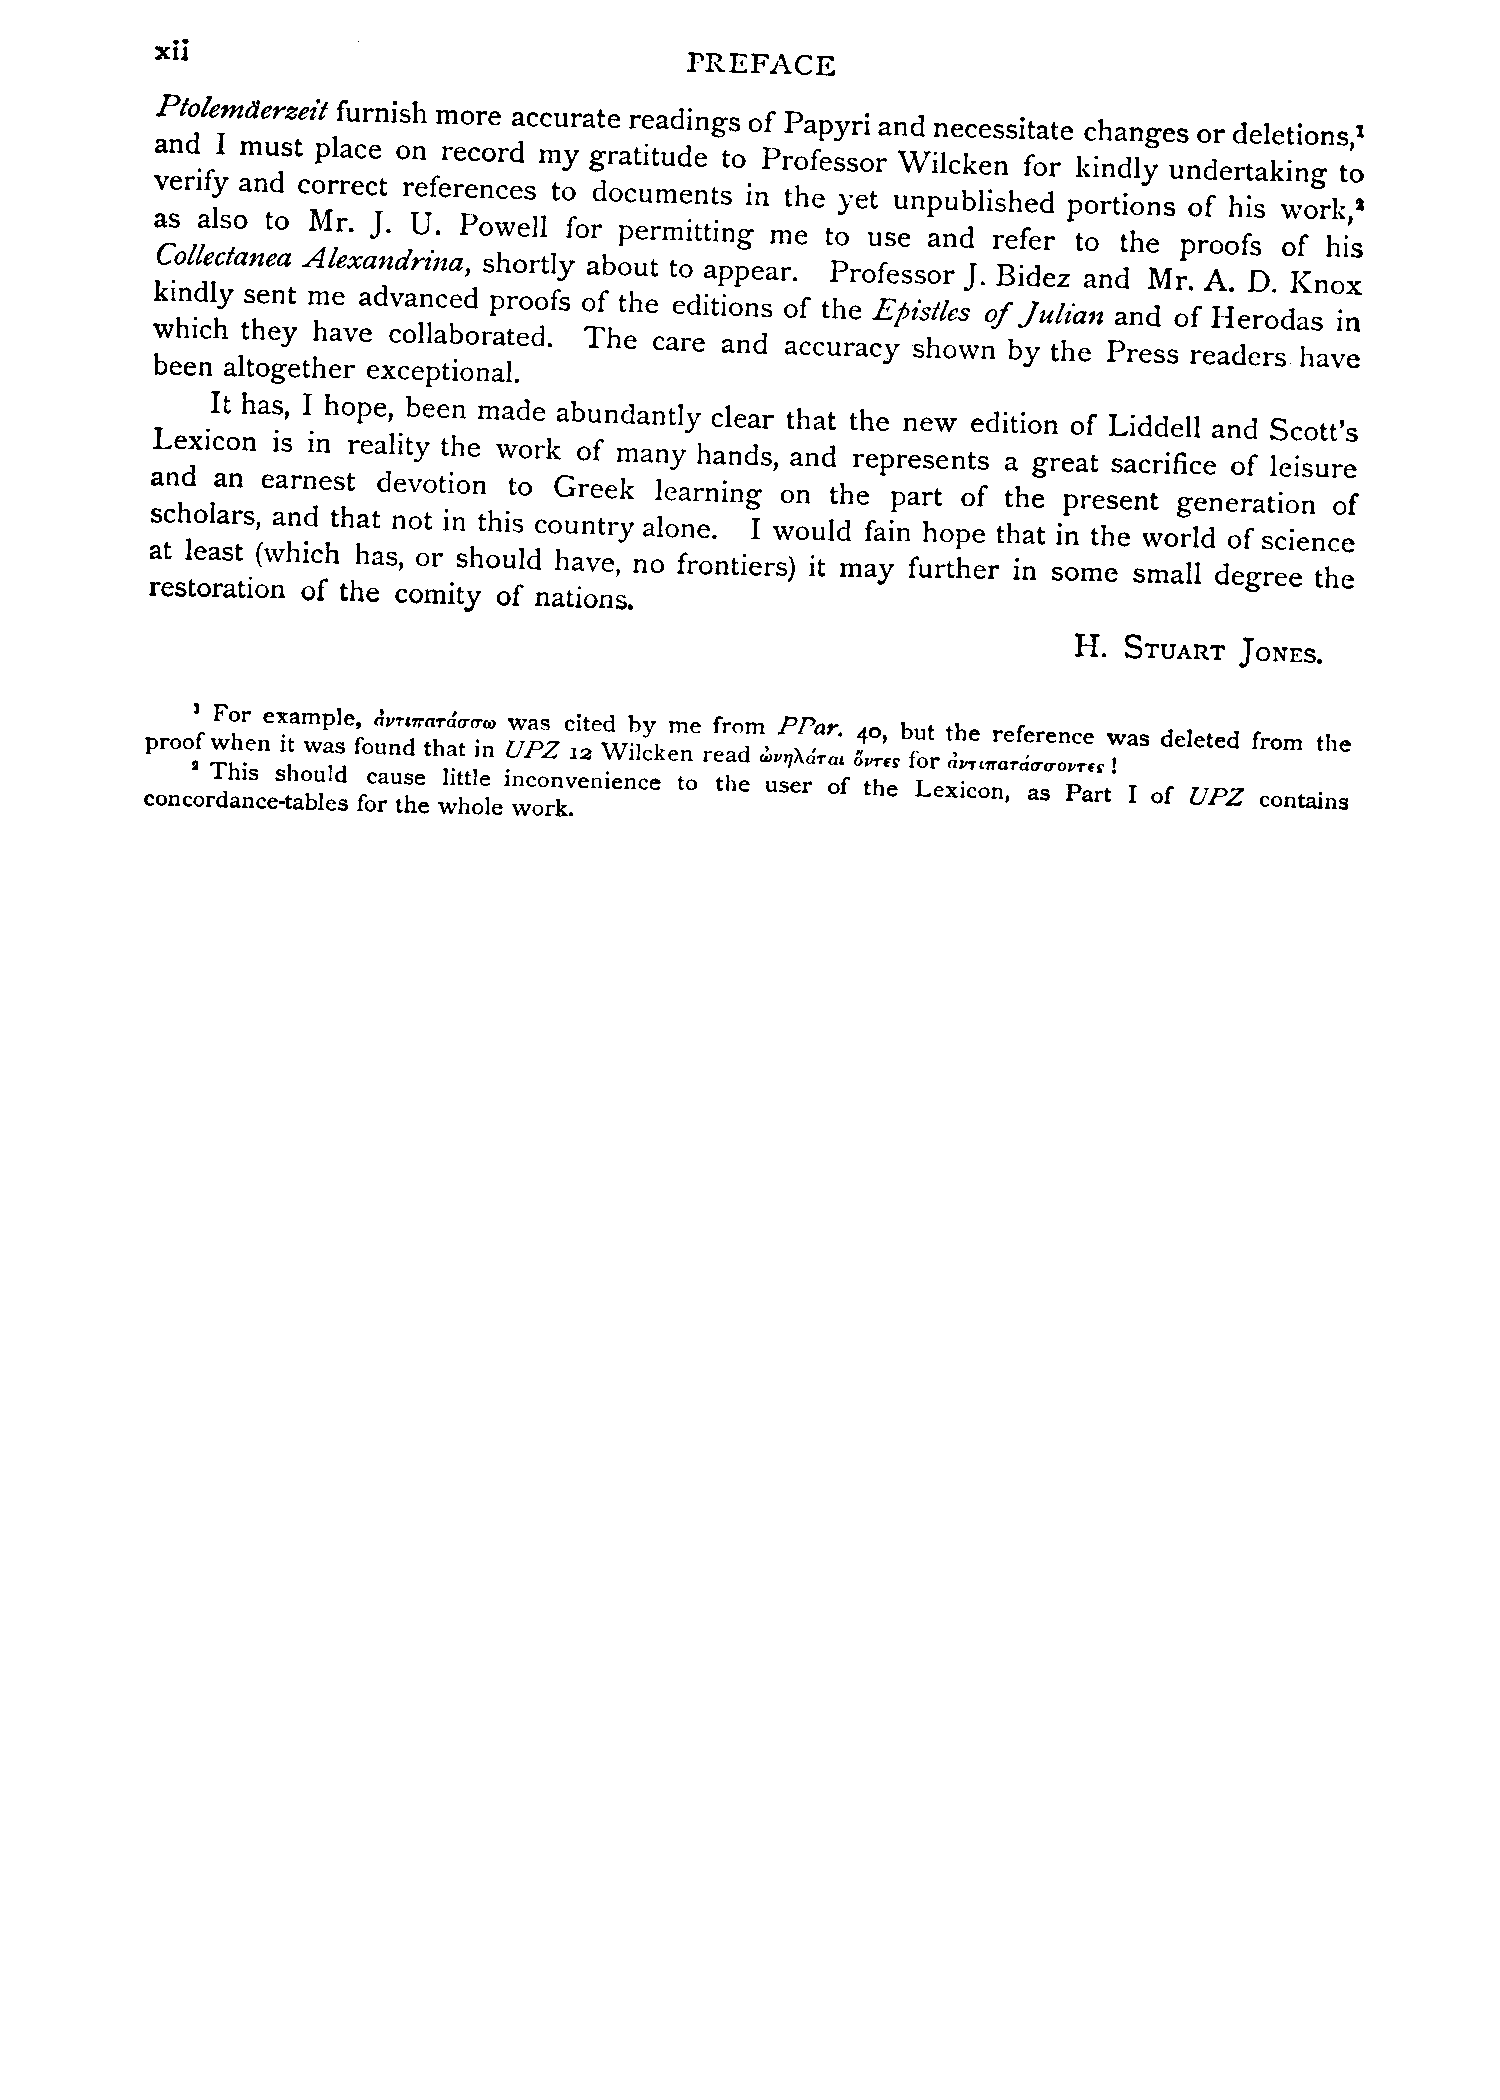 xii
PREFACE
Ptolemäerzeit furnish more accurate readings of Papyri and necessitate changes or deletions,¹
and I must place on record my gratitude to Professor Wilcken for kindly undertaking to
verify and correct references to documents in the yet unpublished portions of his work,²
as also to Mr. J. U. Powell for permitting me to use and refer to the proofs of his
Collectanea Alexandrina, shortly about to appear. Professor J. Bidez and Mr. A. D. Knox
kindly sent me advanced proofs of the editions of the Epistles of Julian and of Herodas in
which they have collaborated. The care and accuracy shown by the Press readers have
been altogether exceptional.
It has, I hope, been made abundantly clear that the new edition of Liddell and Scott's
Lexicon is in reality the work of many hands, and represents a great sacrifice of leisure
and an earnest devotion to Greek learning on the part of the present generation of
scholars, and that not in this country alone. I would fain hope that in the world of science
at least (which has, or should have, no frontiers) it may further in some small degree the
restoration of the comity of nations.
H. STUART JONES.
¹ For example, ἀντιπατάσσω was cited by me from PPar. 40, but the reference was deleted from the
proof when it was found that in UPZ 12 Wilcken read ὠνηλάται ὄντες for ἀντιπατάσσοντες !
² This should cause little inconvenience to the user of the Lexicon, as Part I of UPZ contains
concordance-tables for the whole work.